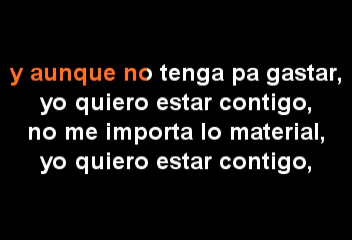 y aunque no tenga pa gastar,
yo quiero estar contigo,
no me importa lo material,
yo quiero estar contigo,